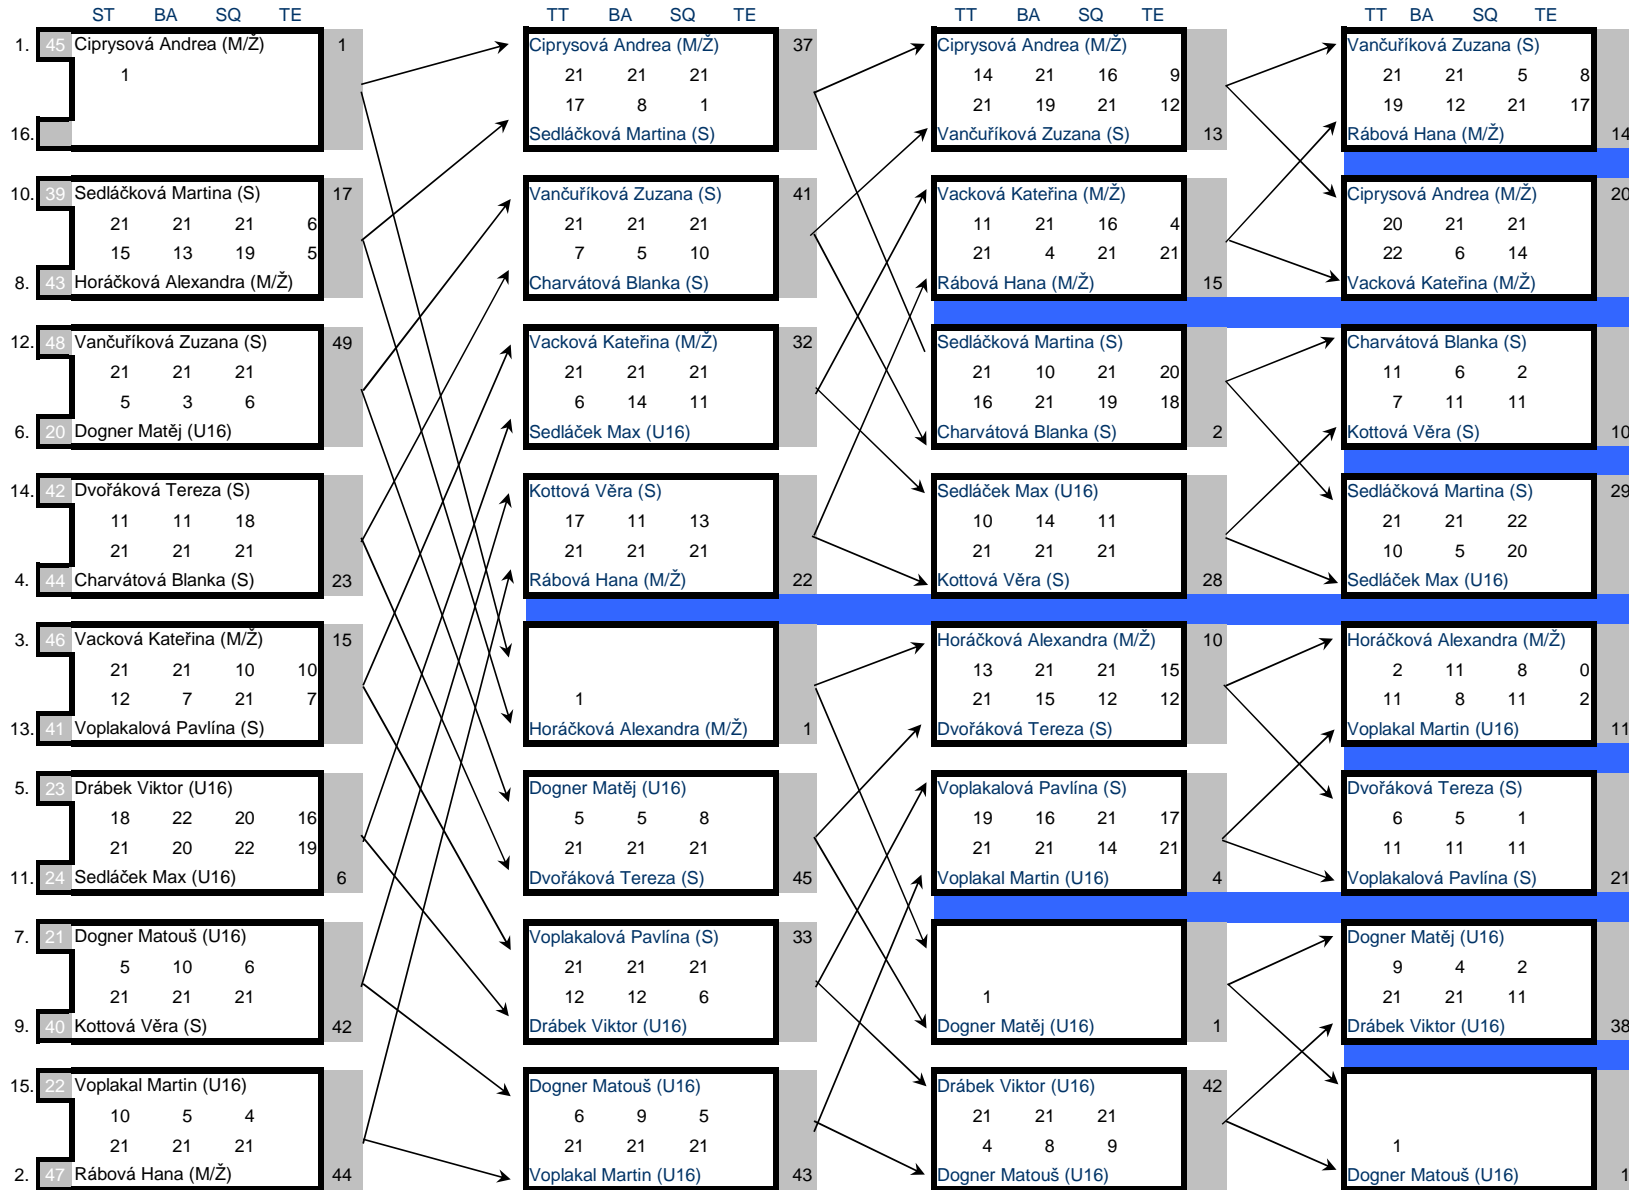 ST BA SQ TE TT BA SQ TE TT BA SQ TE TT BA SQ TE
1. 45 Ciprysová Andrea (M/Ž) 1 Ciprysová Andrea (M/Ž) 37 Ciprysová Andrea (M/Ž) Vančuříková Zuzana (S)
1 21 21 21 14 21 16 9 21 21 5 8
17 8 1 21 19 21 12 19 12 21 17
16. Sedláčková Martina (S) Vančuříková Zuzana (S) 13 Rábová Hana (M/Ž) 14
10. 39 Sedláčková Martina (S) 17 Vančuříková Zuzana (S) 41 Vacková Kateřina (M/Ž) Ciprysová Andrea (M/Ž) 20
21 21 21 6 21 21 21 11 21 16 4 20 21 21
15 13 19 5 7 5 10 21 4 21 21 22 6 14
8. 43 Horáčková Alexandra (M/Ž) Charvátová Blanka (S) Rábová Hana (M/Ž) 15 Vacková Kateřina (M/Ž)
12. 48 Vančuříková Zuzana (S) 49 Vacková Kateřina (M/Ž) 32 Sedláčková Martina (S) Charvátová Blanka (S)
21 21 21 21 21 21 21 10 21 20 11 6 2
5 3 6 6 14 11 16 21 19 18 7 11 11
6. 20 Dogner Matěj (U16) Sedláček Max (U16) Charvátová Blanka (S) 2 Kottová Věra (S) 10
14. 42 Dvořáková Tereza (S) Kottová Věra (S) Sedláček Max (U16) Sedláčková Martina (S) 29
11 11 18 17 11 13 10 14 11 21 21 22
21 21 21 21 21 21 21 21 21 10 5 20
4. 44 Charvátová Blanka (S) 23 Rábová Hana (M/Ž) 22 Kottová Věra (S) 28 Sedláček Max (U16)
3. 46 Vacková Kateřina (M/Ž) 15 Horáčková Alexandra (M/Ž) 10 Horáčková Alexandra (M/Ž)
21 21 10 10 13 21 21 15 2 11 8 0
12 7 21 7 1 21 15 12 12 11 8 11 2
13. 41 Voplakalová Pavlína (S) Horáčková Alexandra (M/Ž) 1 Dvořáková Tereza (S) Voplakal Martin (U16) 11
5. 23 Drábek Viktor (U16) Dogner Matěj (U16) Voplakalová Pavlína (S) Dvořáková Tereza (S)
18 22 20 16 5 5 8 19 16 21 17 6 5 1
21 20 22 19 21 21 21 21 21 14 21 11 11 11
11. 24 Sedláček Max (U16) 6 Dvořáková Tereza (S) 45 Voplakal Martin (U16) 4 Voplakalová Pavlína (S) 21
7. 21 Dogner Matouš (U16) Voplakalová Pavlína (S) 33 Dogner Matěj (U16)
5 10 6 21 21 21 9 4 2
21 21 21 12 12 6 1 21 21 11
9. 40 Kottová Věra (S) 42 Drábek Viktor (U16) Dogner Matěj (U16) 1 Drábek Viktor (U16) 38
15. 22 Voplakal Martin (U16) Dogner Matouš (U16) Drábek Viktor (U16) 42
10 5 4 6 9 5 21 21 21
21 21 21 21 21 21 4 8 9 1
2. 47 Rábová Hana (M/Ž) 44 Voplakal Martin (U16) 43 Dogner Matouš (U16) Dogner Matouš (U16) 1